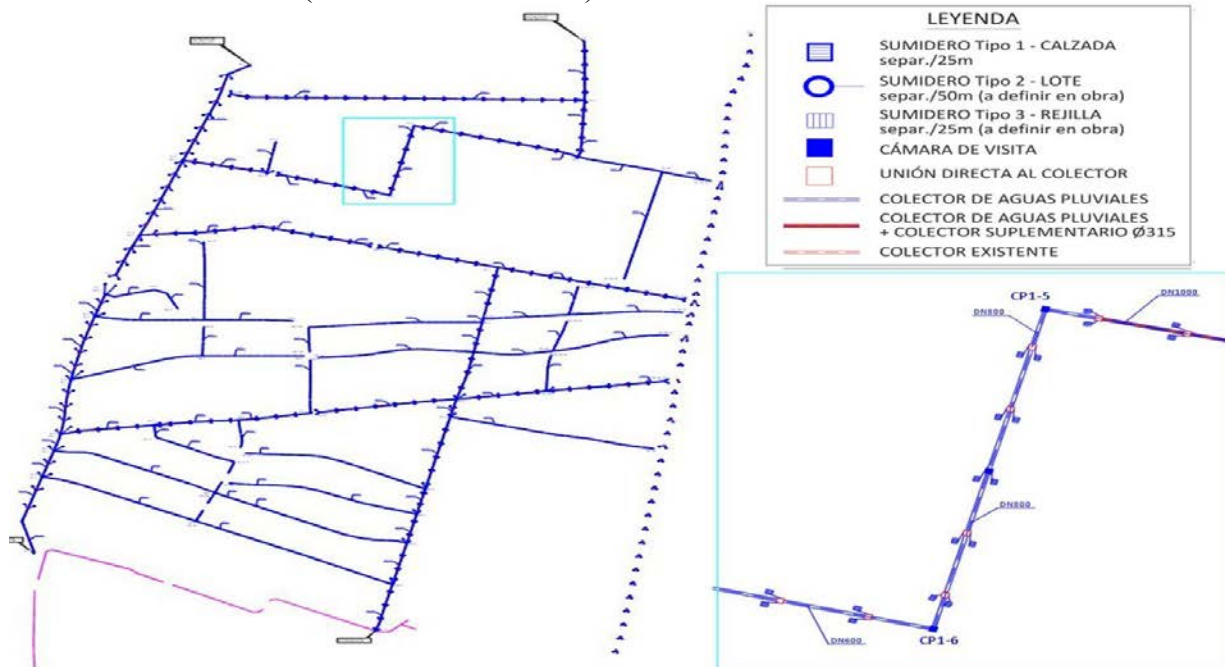 LEYENDA
SUMIDERO Tipo 1 - CALZADA
separ./25m
SUMIDERO Tipo 2 - LOTE
separ./50m (a definir en obra)
SUMIDERO Tipo 3 - REJILLA
separ./25m (a definir en obra)
CÁMARA DE VISITA
UNIÓN DIRECTA AL COLECTOR
COLECTOR DE AGUAS PLUVIALES
COLECTOR DE AGUAS PLUVIALES
+ COLECTOR SUPLEMENTARIO Ø315
COLECTOR EXISTENTE
CP1-5
DN1000
DN800
DN800
DN600
CP1-6